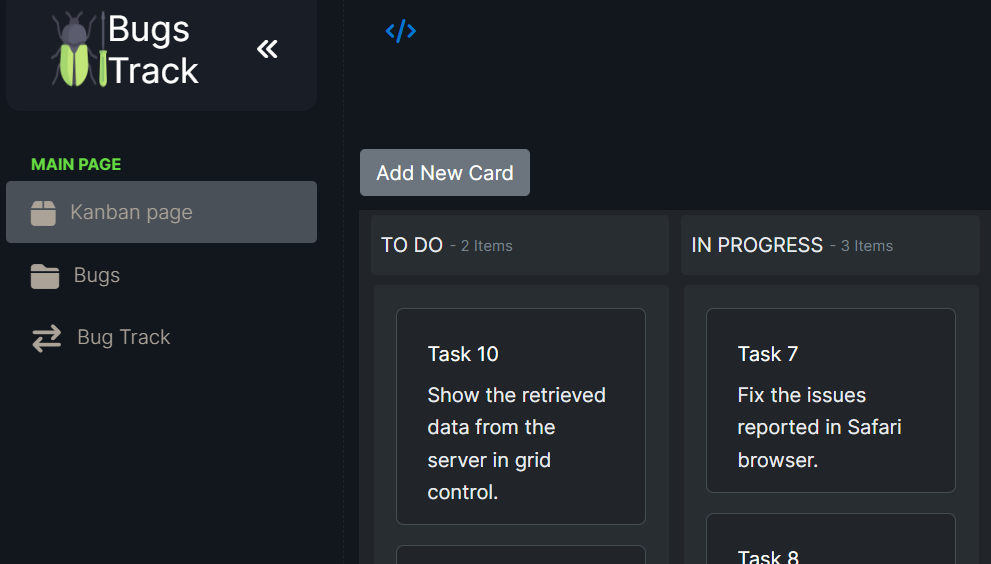 Bugs
Track
MAIN PAGE
Kanban page
Bugs
Bug Track
</>
Add New Card
TO DO - 2 Items
Task 10
Show the retrieved
data from the
server in grid
control.
IN PROGRESS - 3 Items
Task 7
Fix the issues
reported in Safari
browser.
Task 8